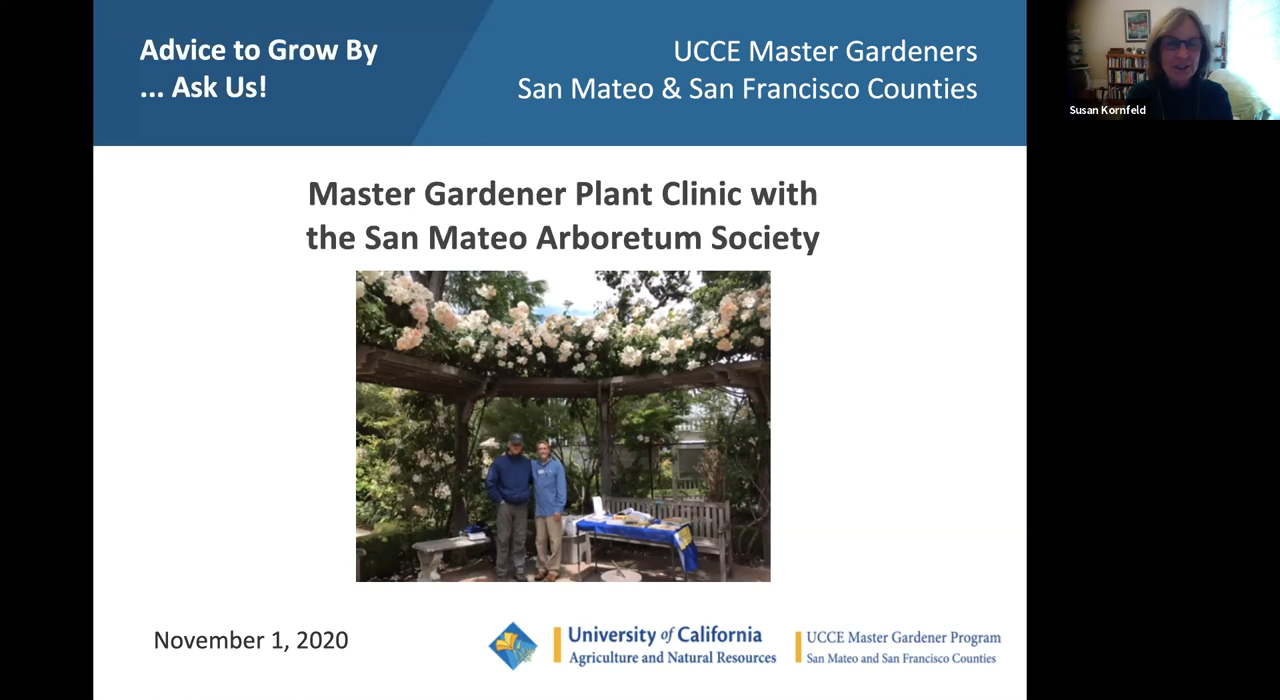 Advice to Grow By
... Ask Us!
UCCE Master Gardeners
San Mateo & San Francisco Counties
Susan Kornfeld
Master Gardener Plant Clinic with
the San Mateo Arboretum Society
November 1, 2020
University of California
Agriculture and Natural Resources
UCCE Master Gardener Program
San Mateo and San Francisco Counties